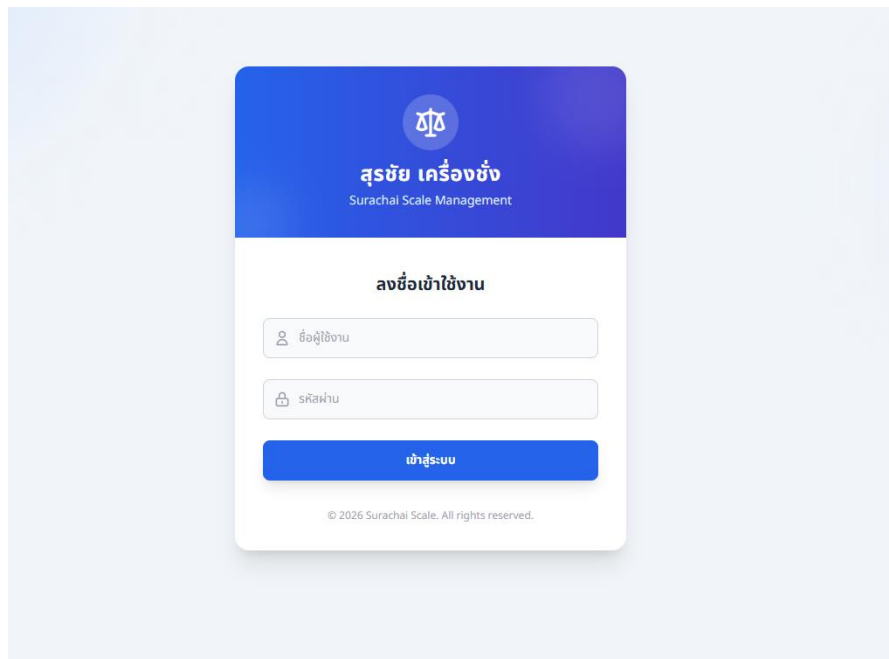 สุรชัย เครื่องชั่ง
Surachai Scale Management
ลงชื่อเข้าใช้งาน
ชื่อผู้ใช้งาน
รหัสผ่าน
เข้าสู่ระบบ
© 2026 Surachai Scale. All rights reserved.